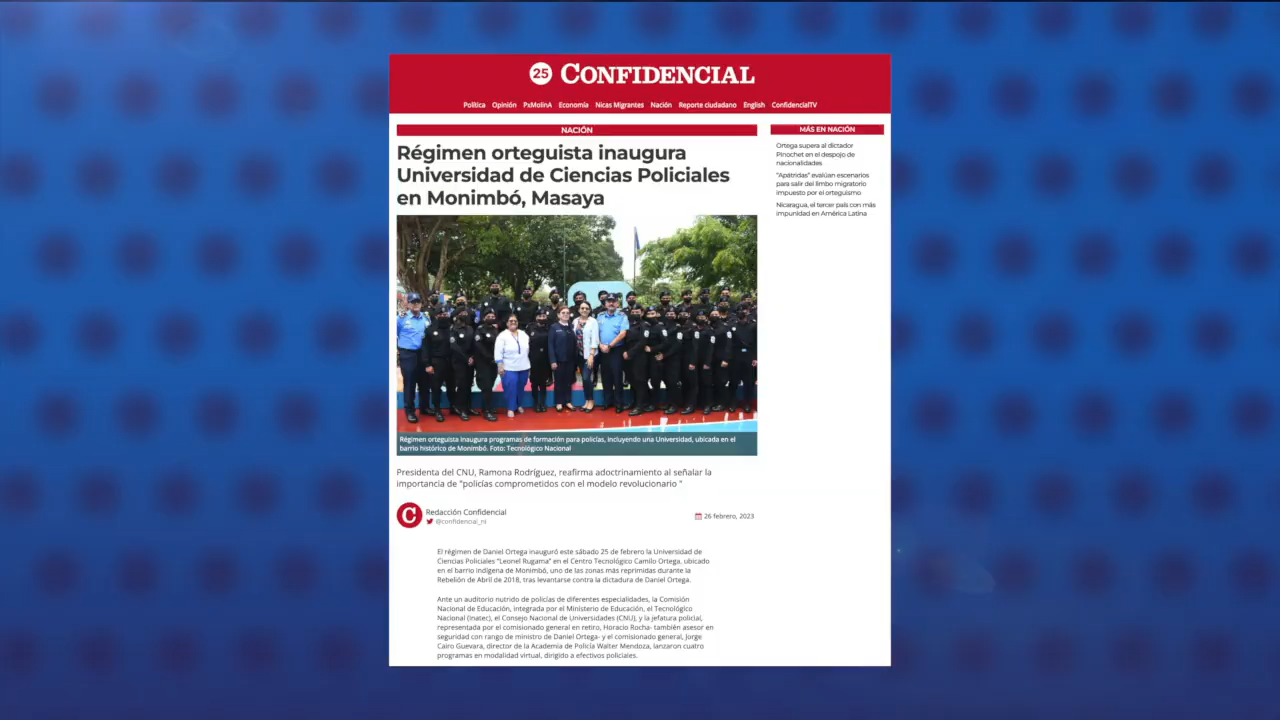 25 CONFIDENCIAL
Política Opinión PxMolinA Economía Nicas Migrantes Nación Reporte ciudadano English ConfidencialTV
NACIÓN
Régimen orteguista inaugura
Universidad de Ciencias Policiales
en Monimbó, Masaya
Régimen orteguista inaugura programas de formación para policías, incluyendo una Universidad, ubicada en el
barrio histórico de Monimbó. Foto: Tecnológico Nacional
Presidenta del CNU, Ramona Rodríguez, reafirma adoctrinamiento al señalar la
importancia de "policías comprometidos con el modelo revolucionario "
C
Redacción Confidencial
@confidencial_ni
26 febrero, 2023
El régimen de Daniel Ortega inauguró este sábado 25 de febrero la Universidad de
Ciencias Policiales "Leonel Rugama" en el Centro Tecnológico Camilo Ortega, ubicado
en el barrio indígena de Monimbó, uno de las zonas más reprimidas durante la
Rebelión de Abril de 2018, tras levantarse contra la dictadura de Daniel Ortega.
Ante un auditorio nutrido de policías de diferentes especialidades, la Comisión
Nacional de Educación, integrada por el Ministerio de Educación, el Tecnológico
Nacional (Inatec), el Consejo Nacional de Universidades (CNU), y la jefatura policial,
representada por el comisionado general en retiro, Horacio Rocha- también asesor en
seguridad con rango de ministro de Daniel Ortega- y el comisionado general, Jorge
Cairo Guevara, director de la Academia de Policía Walter Mendoza, lanzaron cuatro
programas en modalidad virtual, dirigido a efectivos policiales.
MÁS EN NACIÓN
Ortega supera al dictador
Pinochet en el despojo de
nacionalidades
"Apátridas" evalúan escenarios
para salir del limbo migratorio
impuesto por el orteguismo
Nicaragua, el tercer país con más
impunidad en América Latina